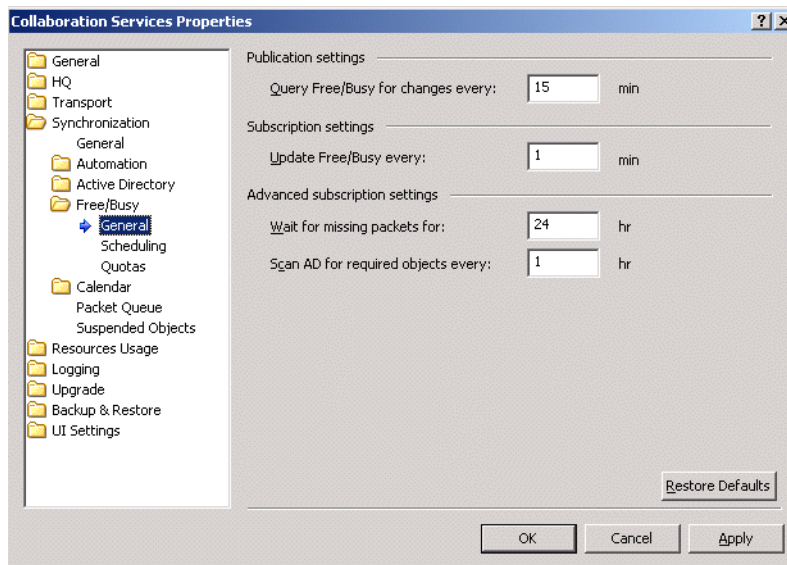 Collaboration Services Properties
General
HQ
Transport
Synchronization
General
Automation
Active Directory
Free/Busy
General
Scheduling
Quotas
Calendar
Packet Queue
Suspended Objects
Resources Usage
Logging
Upgrade
Backup & Restore
UI Settings
Publication settings
Query Free/Busy for changes every: 15 min
Subscription settings
Update Free/Busy every: 1 min
Advanced subscription settings
Wait for missing packets for: 24 hr
Scan AD for required objects every: 1 hr
Restore Defaults
OK Cancel Apply